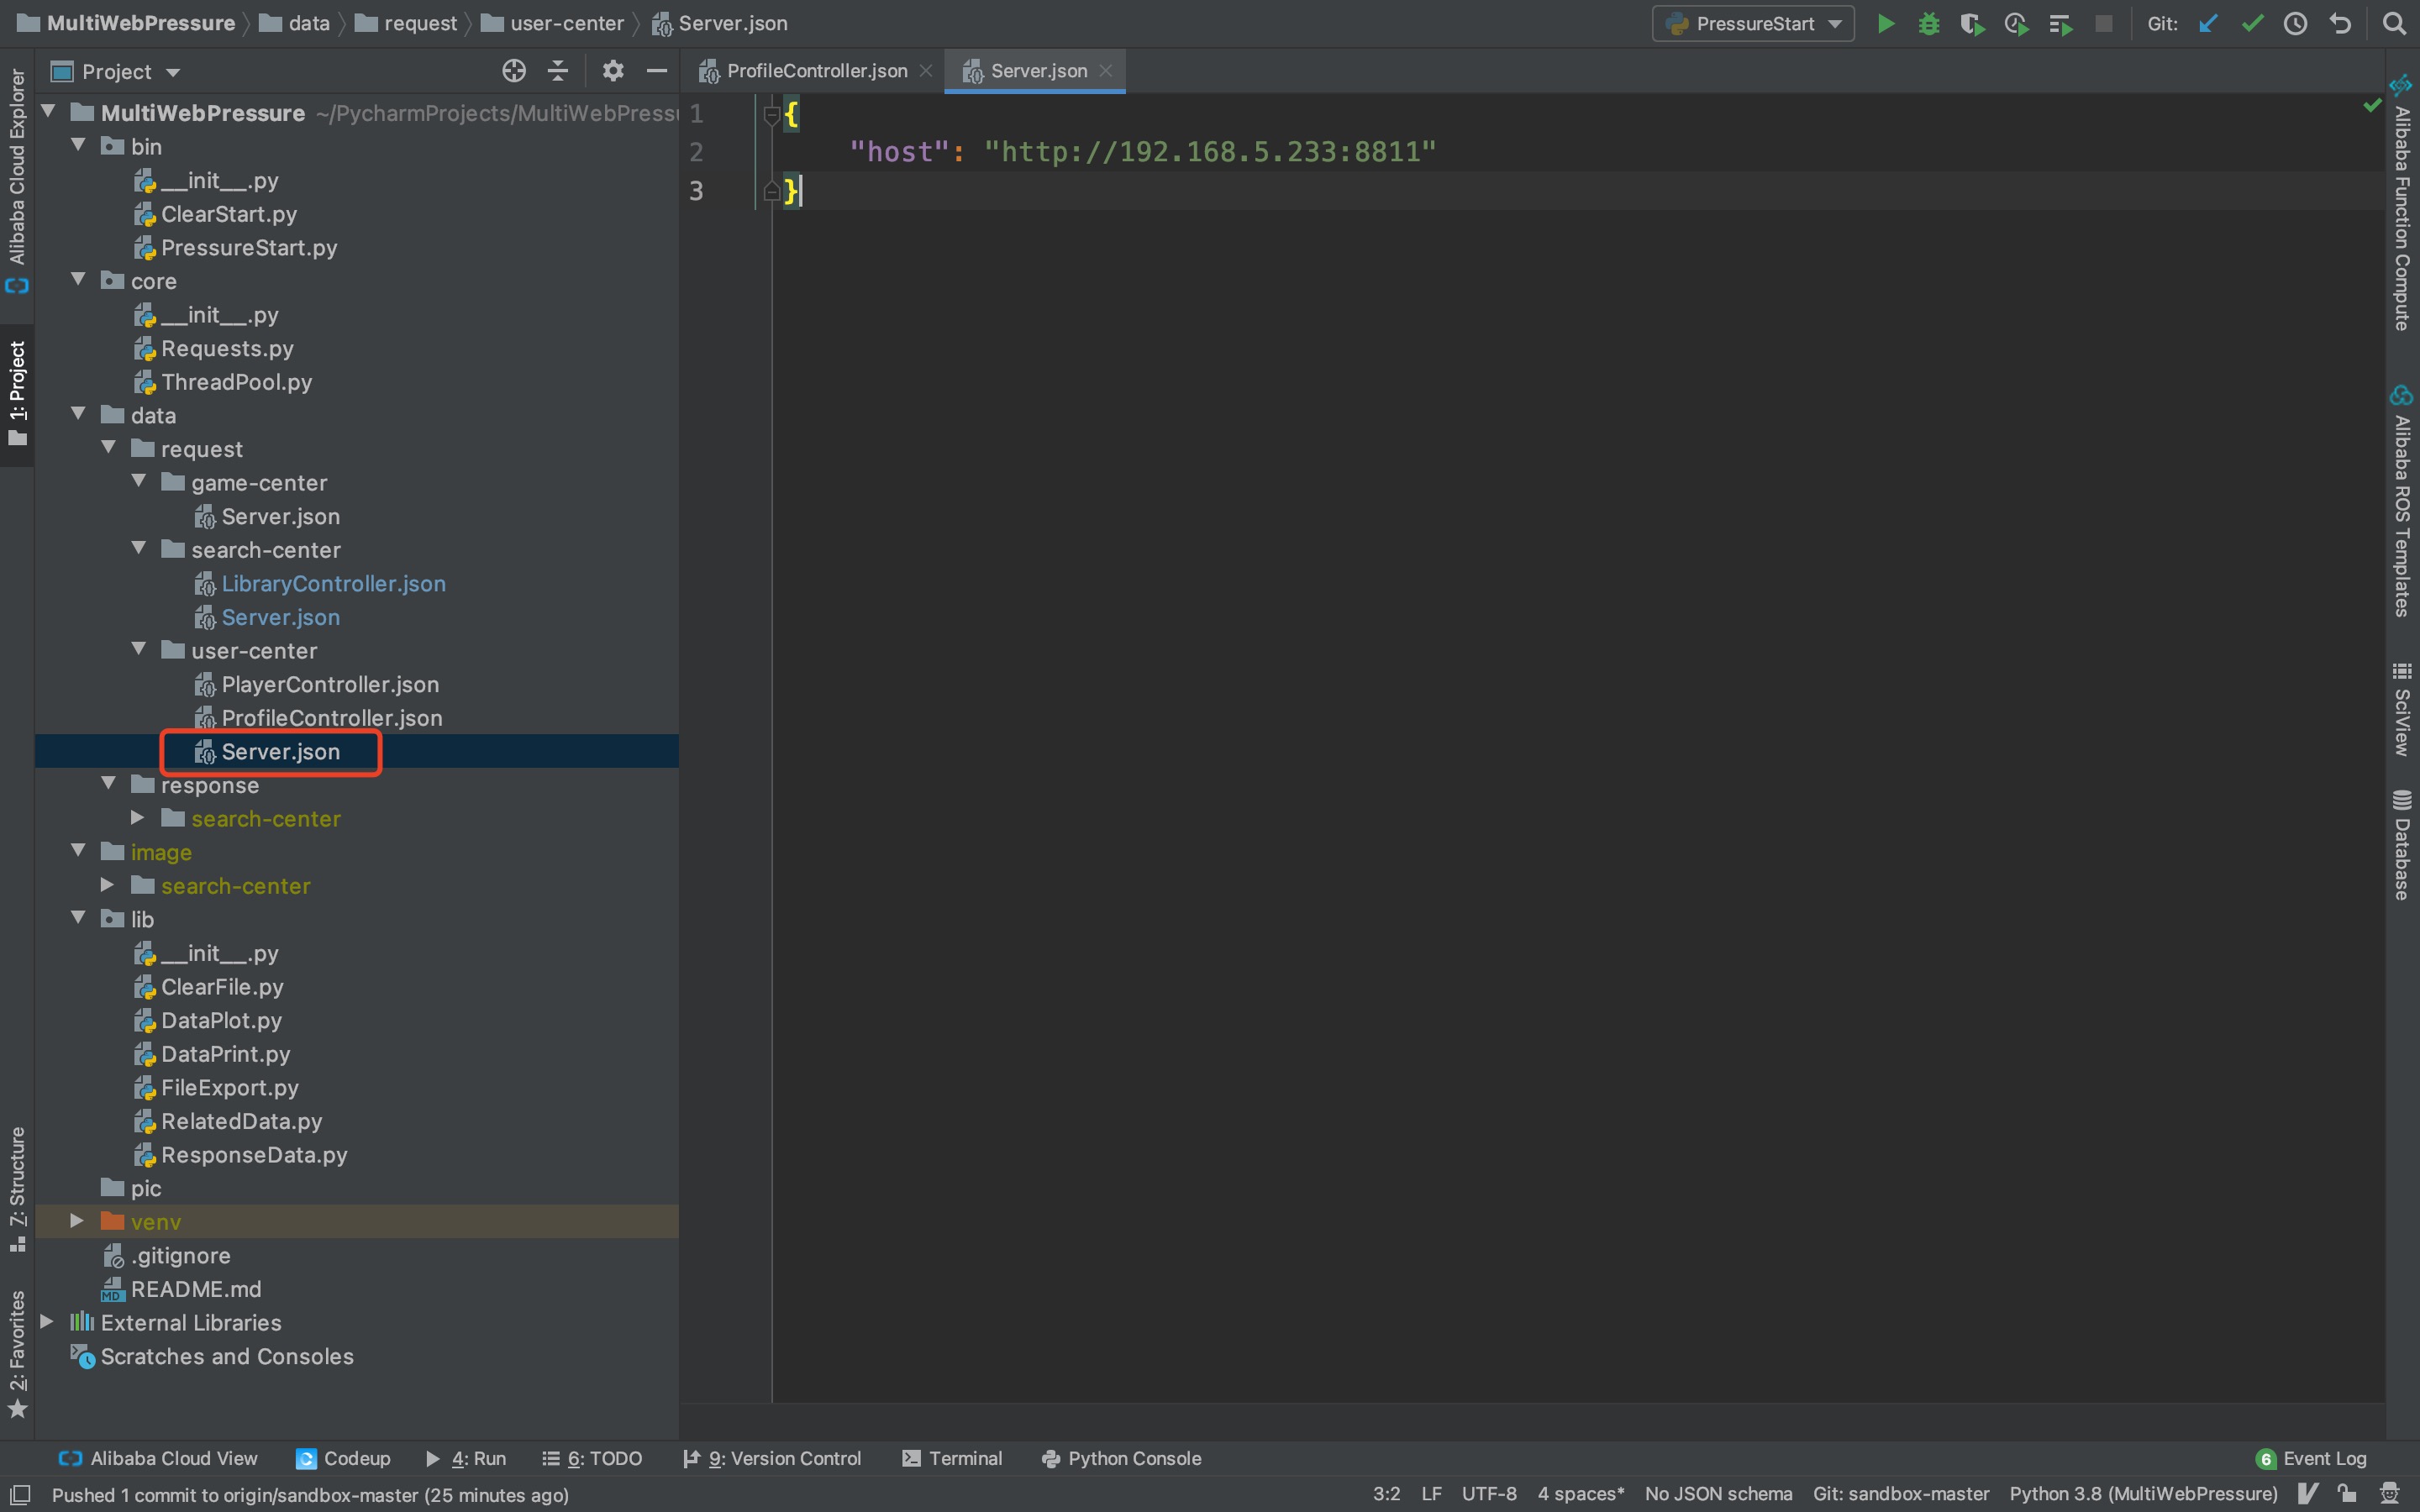 MultiWebPressure data request user-center Server.json
PressureStart
Git:
Project
ProfileController.json
Server.json
MultiWebPressure ~/PycharmProjects/MultiWebPressu
bin
__init__.py
ClearStart.py
PressureStart.py
core
__init__.py
Requests.py
ThreadPool.py
data
request
game-center
Server.json
search-center
LibraryController.json
Server.json
user-center
PlayerController.json
ProfileController.json
Server.json
response
search-center
image
search-center
lib
__init__.py
ClearFile.py
DataPlot.py
DataPrint.py
FileExport.py
RelatedData.py
ResponseData.py
pic
venv
.gitignore
README.md
External Libraries
Scratches and Consoles
1 {
2 "host": "http://192.168.5.233:8811"
3 }
Alibaba Cloud Explorer
1: Project
7: Structure
2: Favorites
Alibaba Function Compute
Alibaba ROS Templates
SciView
Database
Alibaba Cloud View
Codeup
4: Run
6: TODO
9: Version Control
Terminal
Python Console
6 Event Log
Pushed 1 commit to origin/sandbox-master (25 minutes ago)
3:2 LF UTF-8 4 spaces* No JSON schema Git: sandbox-master Python 3.8 (MultiWebPressure)